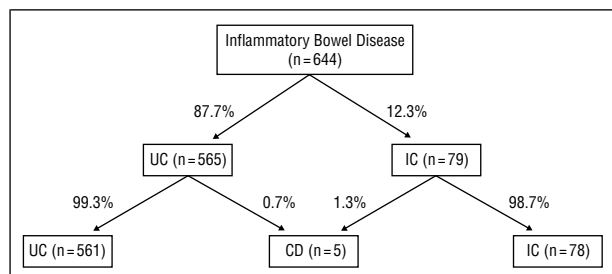 Inflammatory Bowel Disease
(n=644)
87.7% 12.3%
UC (n=565) IC (n=79)
99.3% 0.7% 1.3% 98.7%
UC (n=561) CD (n=5) IC (n=78)